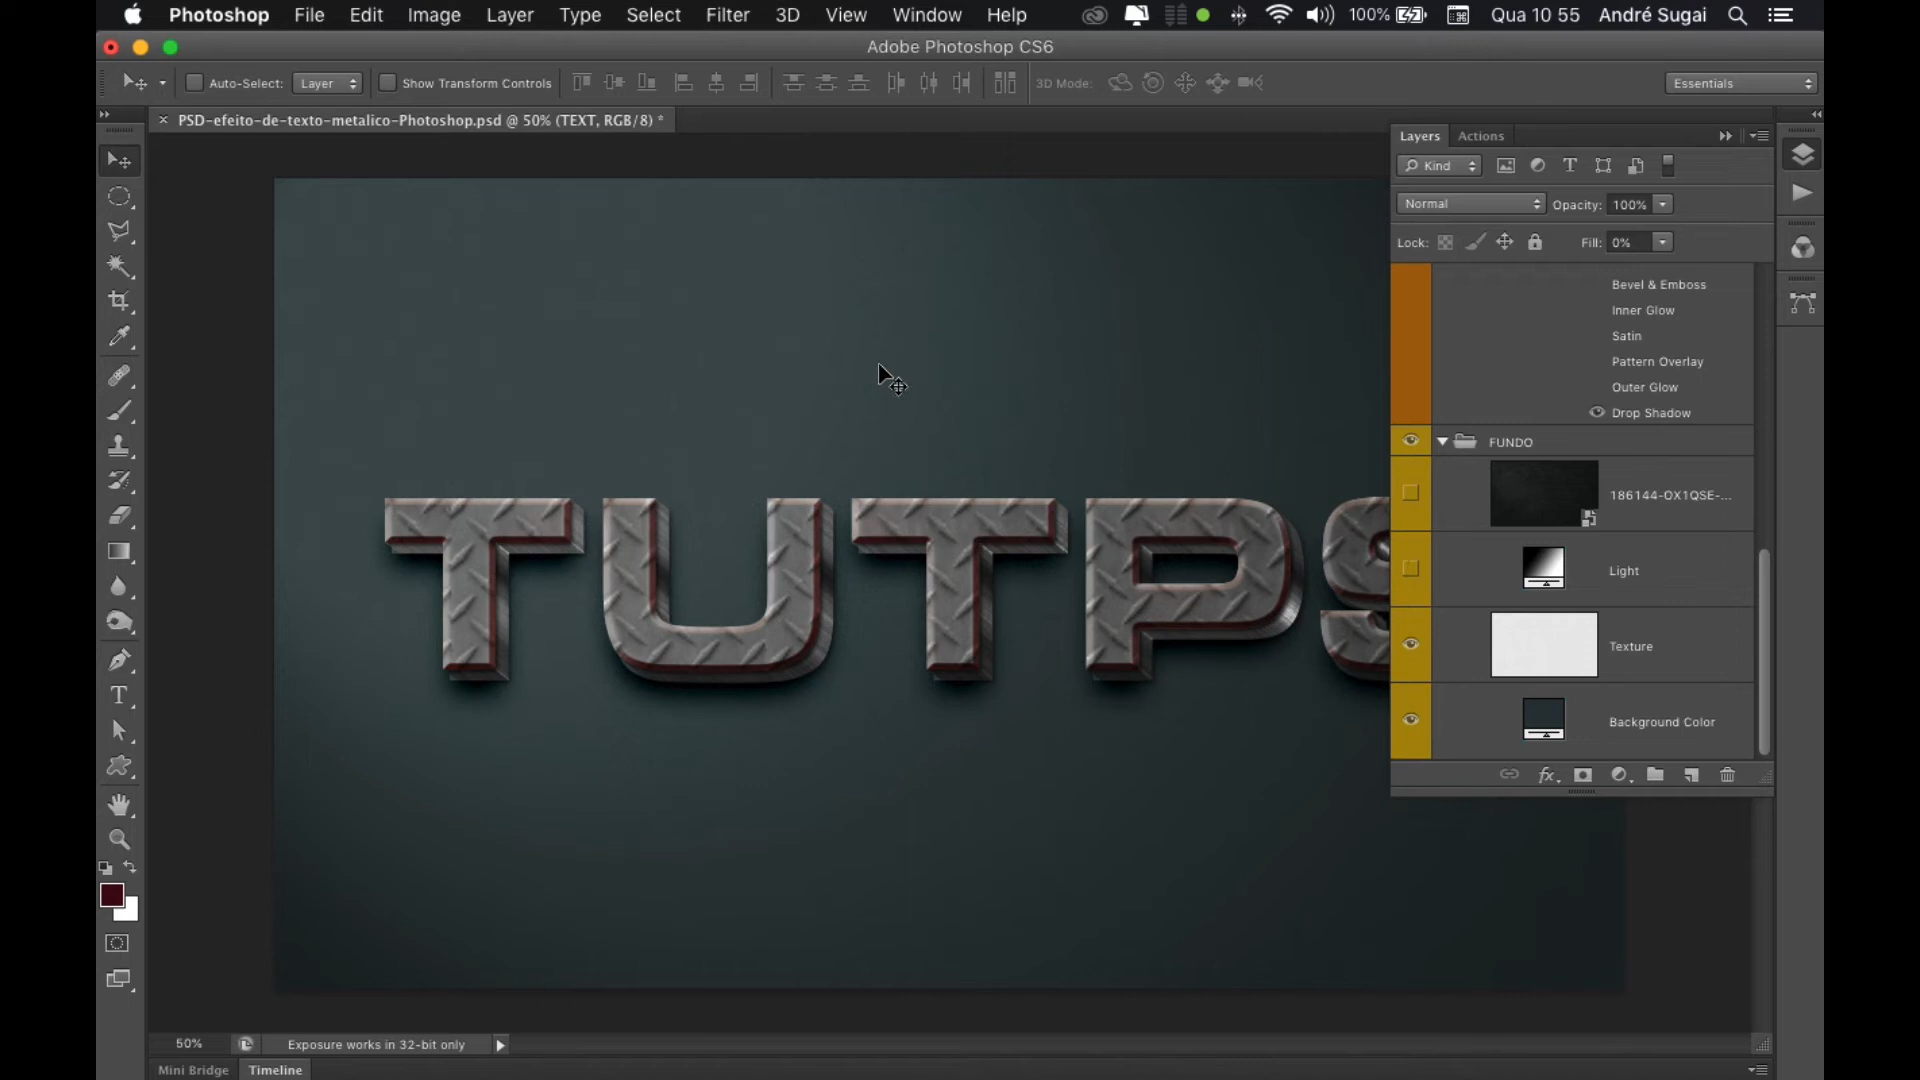 Photoshop File Edit Image Layer Type Select Filter 3D View Window Help 100% Qua 10 55 André Sugai
Adobe Photoshop CS6
Auto-Select: Layer Show Transform Controls 3D Mode: Essentials
PSD-efeito-de-texto-metalico-Photoshop.psd @ 50% (TEXT, RGB/8) *
Layers Actions
Kind
Normal Opacity: 100%
Lock: Fill: 0%
Bevel & Emboss
Inner Glow
Satin
Pattern Overlay
Outer Glow
Drop Shadow
FUNDO
186144-OX1QSE-...
Light
Texture
Background Color
TUTPS
50% Exposure works in 32-bit only
Mini Bridge Timeline